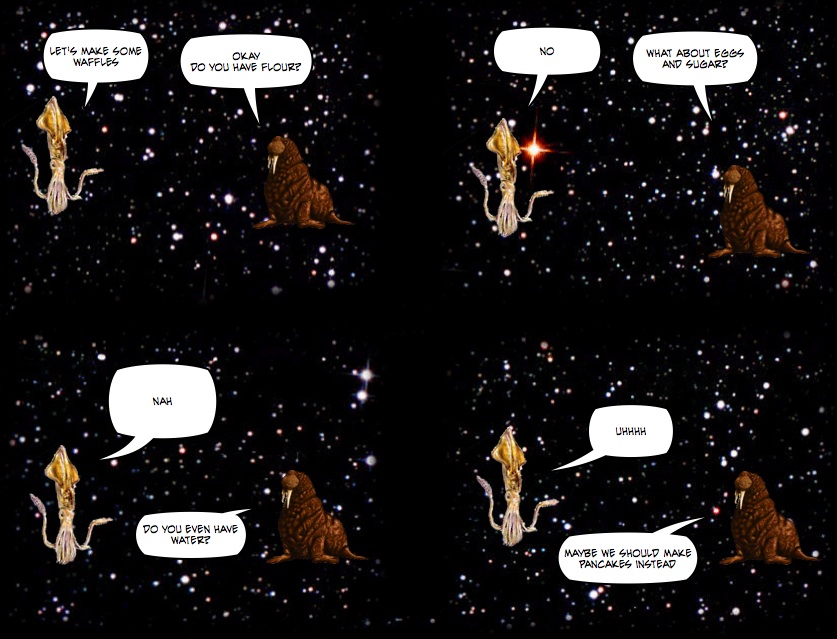 LET'S MAKE SOME
WAFFLES
OKAY
DO YOU HAVE FLOUR?
NO
WHAT ABOUT EGGS
AND SUGAR?
NAH
DO YOU EVEN HAVE
WATER?
UHHHH
MAYBE WE SHOULD MAKE
PANCAKES INSTEAD